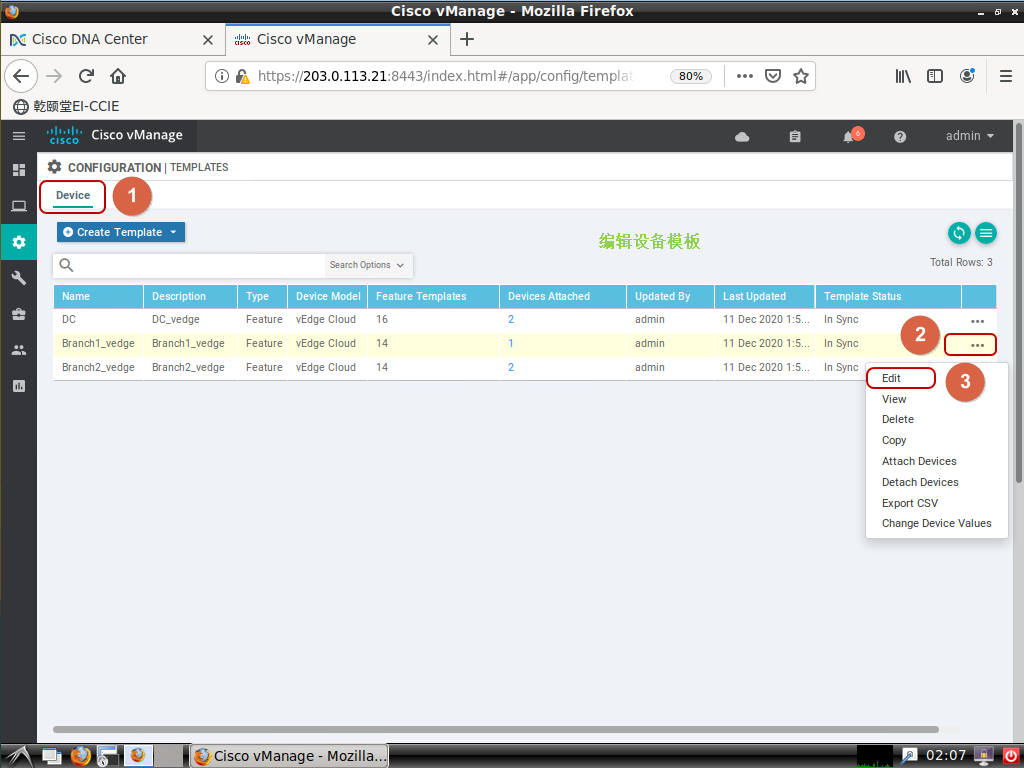 Cisco vManage - Mozilla Firefox
Cisco DNA Center
Cisco vManage
https://203.0.113.21:8443/index.html#/app/config/templat
80%
乾颐堂EI-CCIE
cisco
Cisco vManage
6
admin
CONFIGURATION | TEMPLATES
Device
1
Create Template
编辑设备模板
Search Options
Total Rows: 3
Name Description Type Device Model Feature Templates Devices Attached Updated By Last Updated Template Status
DC DC_vedge Feature vEdge Cloud 16 2 admin 11 Dec 2020 1:5... In Sync
Branch1_vedge Branch1_vedge Feature vEdge Cloud 14 1 admin 11 Dec 2020 1:5... In Sync
2
Branch2_vedge Branch2_vedge Feature vEdge Cloud 14 2 admin 11 Dec 2020 1:5... In Sync
Edit
3
View
Delete
Copy
Attach Devices
Detach Devices
Export CSV
Change Device Values
Cisco vManage - Mozilla...
02:07